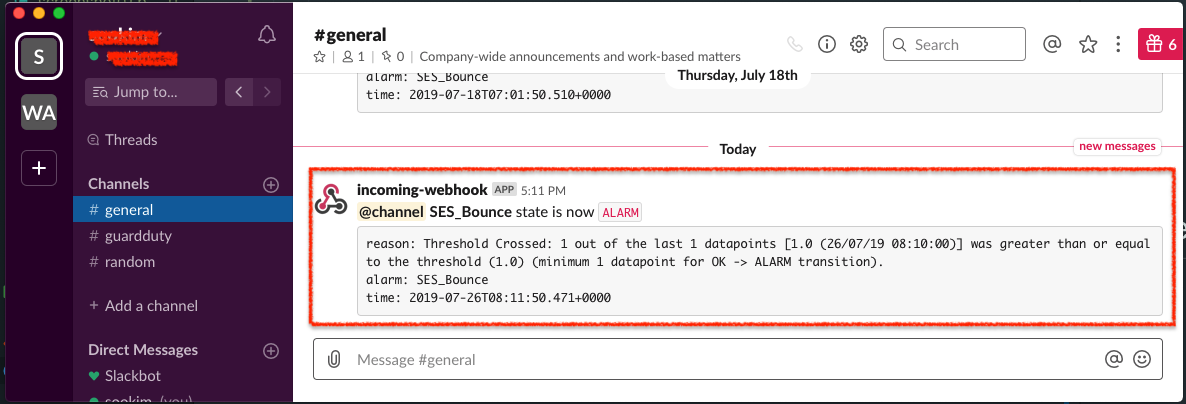 S
WA
+
Jump to...
Threads
Channels
# general
# guardduty
# random
+ Add a channel
Direct Messages
Slackbot
sookim (you)
#general
1
0
Company-wide announcements and work-based matters
Search
6
alarm: SES_Bounce
Thursday, July 18th
time: 2019-07-18T07:01:50.510+0000
Today
new messages
incoming-webhook APP 5:11 PM
@channel SES_Bounce state is now ALARM
reason: Threshold Crossed: 1 out of the last 1 datapoints [1.0 (26/07/19 08:10:00)] was greater than or equal
to the threshold (1.0) (minimum 1 datapoint for OK -> ALARM transition).
alarm: SES_Bounce
time: 2019-07-26T08:11:50.471+0000
Message #general